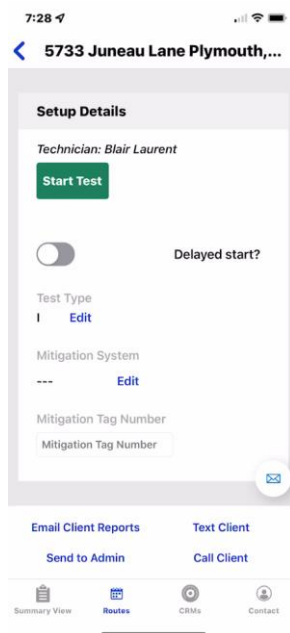 7:28
5733 Juneau Lane Plymouth,...
Setup Details
Technician: Blair Laurent
Start Test
Delayed start?
Test Type
I Edit
Mitigation System
--- Edit
Mitigation Tag Number
Mitigation Tag Number
Email Client Reports Text Client
Send to Admin Call Client
Summary View Routes CRMs Contact